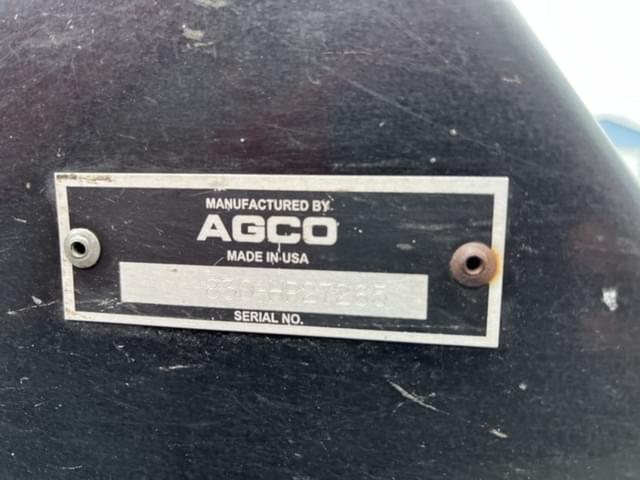 MANUFACTURED BY
AGCO
MADE IN USA
SERIAL NO.